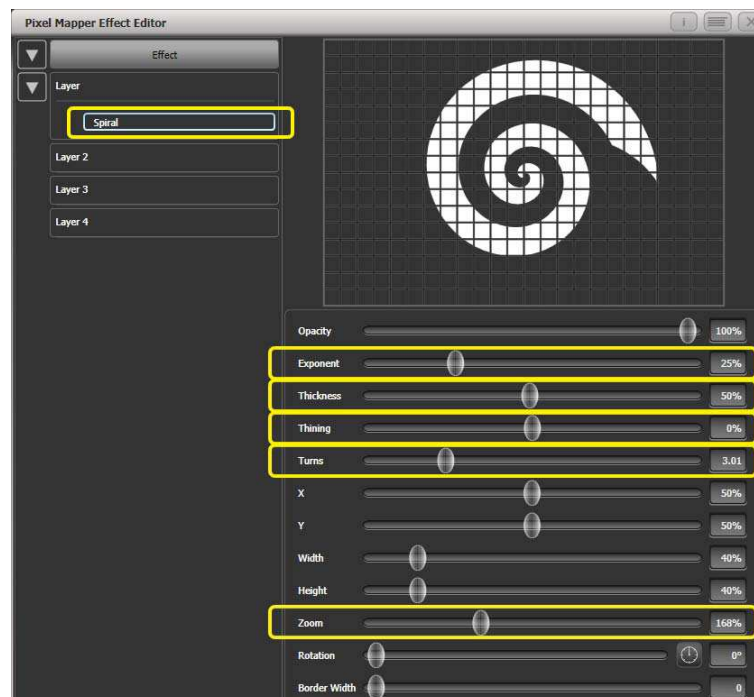 Pixel Mapper Effect Editor
Effect
Layer
Spiral
Layer 2
Layer 3
Layer 4
Opacity 100%
Exponent 25%
Thickness 50%
Thining 0%
Turns 3.01
X 50%
Y 50%
Width 40%
Height 40%
Zoom 168%
Rotation 0°
Border Width 0